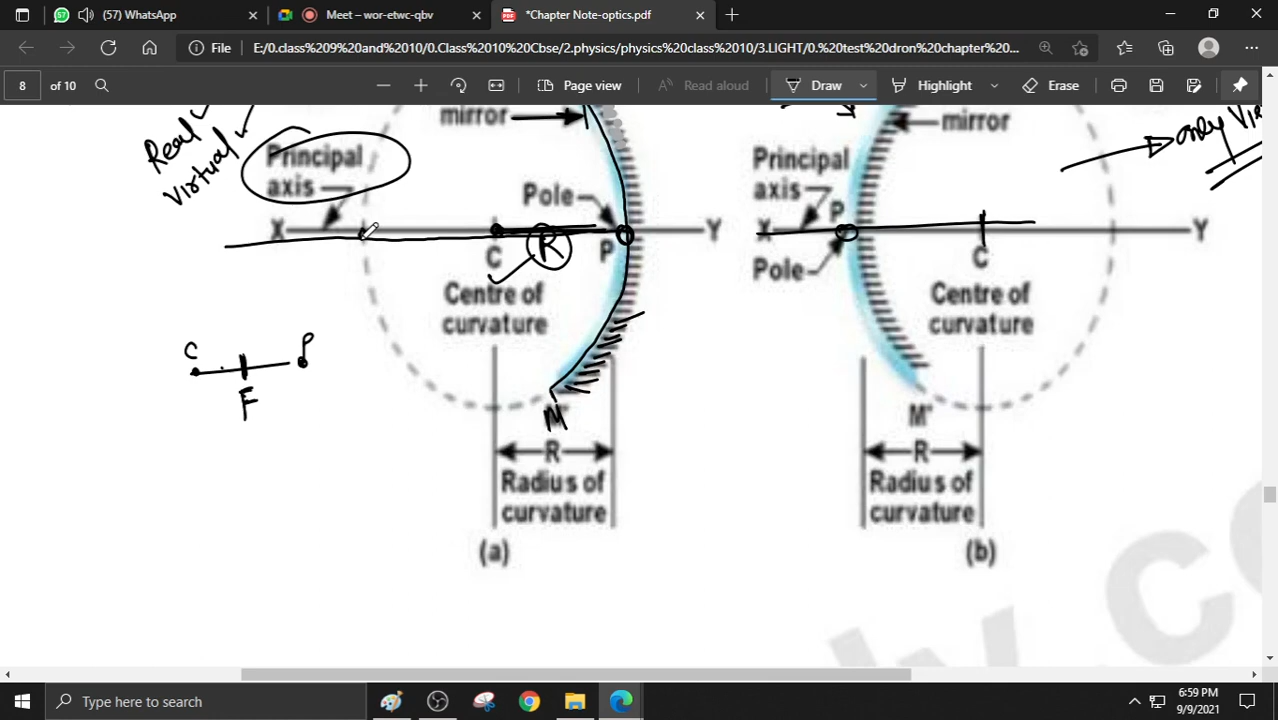 (57) WhatsApp
Meet – wor-etwc-qbv
*Chapter Note-optics.pdf
File
E:/0.class%209%20and%2010/0.Class%2010%20Cbse/2.physics/physics%20class%2010/3.LIGHT/0.%20test%20dron%20chapter%20...
8 of 10
Page view
Read aloud
Draw
Highlight
Erase
Real
Virtual
mirror
Principal
axis
Pole
X
Y
C
R
P
Centre of
curvature
C
P
F
M
R
Radius of
curvature
(a)
mirror
only
Principal
axis
P
X
Y
Pole
C
Centre of
curvature
M'
R
Radius of
curvature
(b)
Type here to search
6:59 PM
9/9/2021